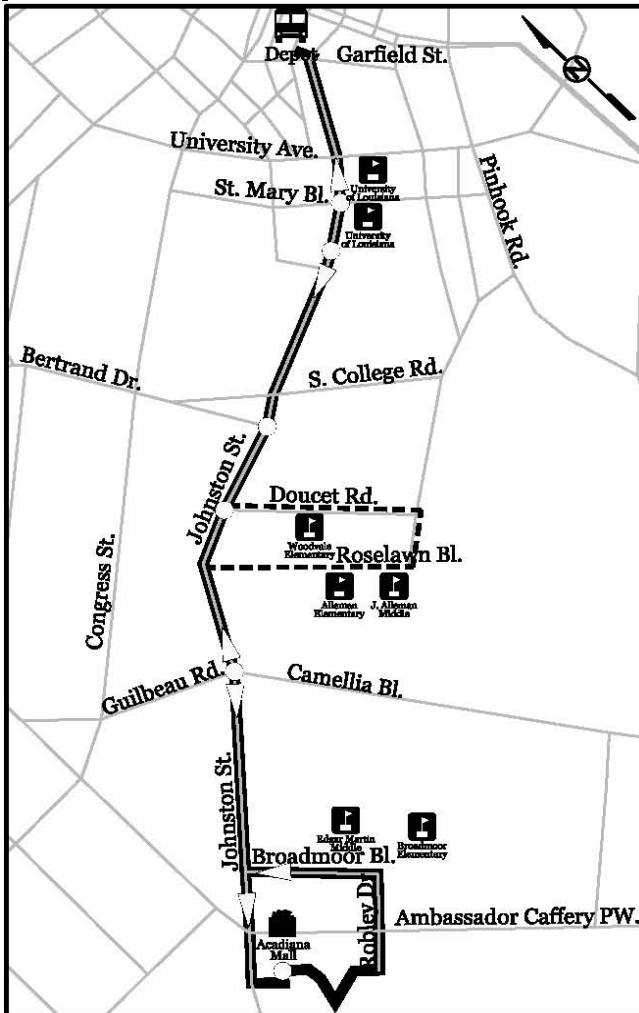 Depot
Garfield St.
N
University Ave.
St. Mary Bl.
University
of Louisiana
University
of Louisiana
Pinhook Rd.
Bertrand Dr.
S. College Rd.
Johnston St.
Doucet Rd.
Woodvale
Elementary
Roselawn Bl.
Alleman
Elementary
J. Alleman
Middle
Congress St.
Guilbeau Rd.
Camellia Bl.
Johnston St.
Edgar Martin
Middle
Broadmoor
Elementary
Broadmoor Bl.
Robley Dr.
Ambassador Caffery PW.
Acadiana
Mall